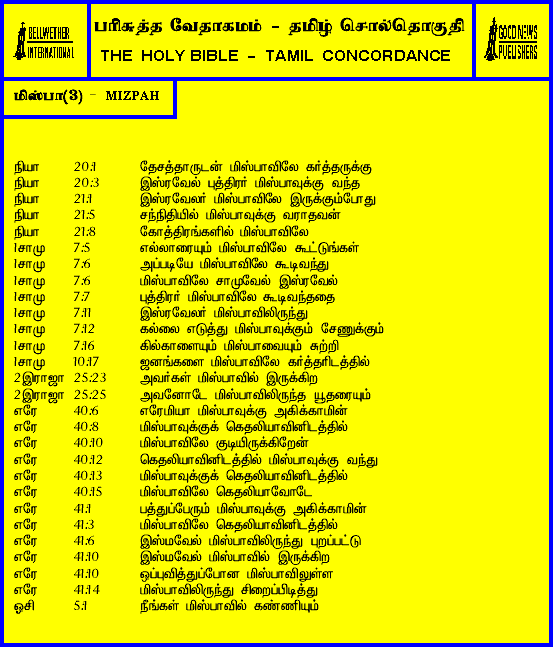 BELLWETHER
INTERNATIONAL
பரிசுத்த வேதாகமம் - தமிழ் சொல்தொகுதி
THE HOLY BIBLE - TAMIL CONCORDANCE
GOOD NEWS
PUBLISHERS
மிஸ்பா(3) - MIZPAH
நியா 20:1 தேசத்தாருடன் மிஸ்பாவிலே கர்த்தருக்கு
நியா 20:3 இஸ்ரவேல் புத்திரர் மிஸ்பாவுக்கு வந்த
நியா 21:1 இஸ்ரவேலர் மிஸ்பாவிலே இருக்கும்போது
நியா 21:5 சந்நிதியில் மிஸ்பாவுக்கு வராதவன்
நியா 21:8 கோத்திரங்களில் மிஸ்பாவிலே
1சாமு 7:5 எல்லாரையும் மிஸ்பாவிலே கூட்டுங்கள்
1சாமு 7:6 அப்படியே மிஸ்பாவிலே கூடிவந்து
1சாமு 7:6 மிஸ்பாவிலே சாமுவேல் இஸ்ரவேல்
1சாமு 7:7 புத்திரர் மிஸ்பாவிலே கூடிவந்ததை
1சாமு 7:11 இஸ்ரவேலர் மிஸ்பாவிலிருந்து
1சாமு 7:12 கல்லை எடுத்து மிஸ்பாவுக்கும் சேணுக்கும்
1சாமு 7:16 கில்காளையும் மிஸ்பாவையும் சுற்றி
1சாமு 10:17 ஜனங்களை மிஸ்பாவிலே கர்த்தரிடத்தில்
2இராஜா 25:23 அவர்கள் மிஸ்பாவில் இருக்கிற
2இராஜா 25:25 அவனோடே மிஸ்பாவிலிருந்த யூதரையும்
எரே 40:6 எரேமியா மிஸ்பாவுக்கு அகிக்காமின்
எரே 40:8 மிஸ்பாவுக்குக் கெதலியாவினிடத்தில்
எரே 40:10 மிஸ்பாவிலே குடியிருக்கிறேன்
எரே 40:12 கெதலியாவினிடத்தில் மிஸ்பாவுக்கு வந்து
எரே 40:13 மிஸ்பாவுக்குக் கெதலியாவினிடத்தில்
எரே 40:15 மிஸ்பாவிலே கெதலியாவோடே
எரே 41:1 பத்துப்பேரும் மிஸ்பாவுக்கு அகிக்காமின்
எரே 41:3 மிஸ்பாவிலே கெதலியாவினிடத்தில்
எரே 41:6 இஸ்மவேல் மிஸ்பாவிலிருந்து புறப்பட்டு
எரே 41:10 இஸ்மவேல் மிஸ்பாவில் இருக்கிற
எரே 41:10 ஒப்புவித்துப்போன மிஸ்பாவிலுள்ள
எரே 41:14 மிஸ்பாவிலிருந்து சிறைப்பிடித்து
ஓசி 5:1 நீங்கள் மிஸ்பாவில் கண்ணியும்